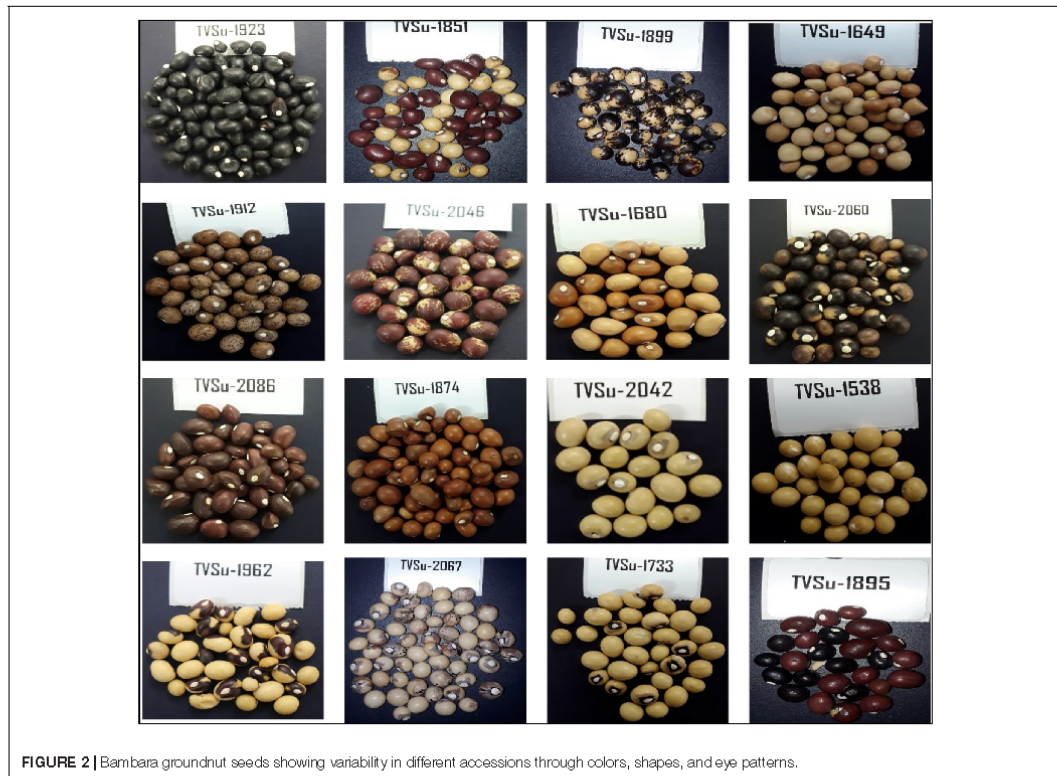 TVSu-1923
TVSu-1851
TVSu-1899
TVSu-1649
TVSu-1912
TVSu-2046
TVSu-1680
TVSu-2060
TVSu-2086
TVSu-1874
TVSu-2042
TVSu-1538
TVSu-1962
TVSu-2067
TVSu-1733
TVSu-1895
FIGURE 2 | Bambara groundnut seeds showing variability in different accessions through colors, shapes, and eye patterns.